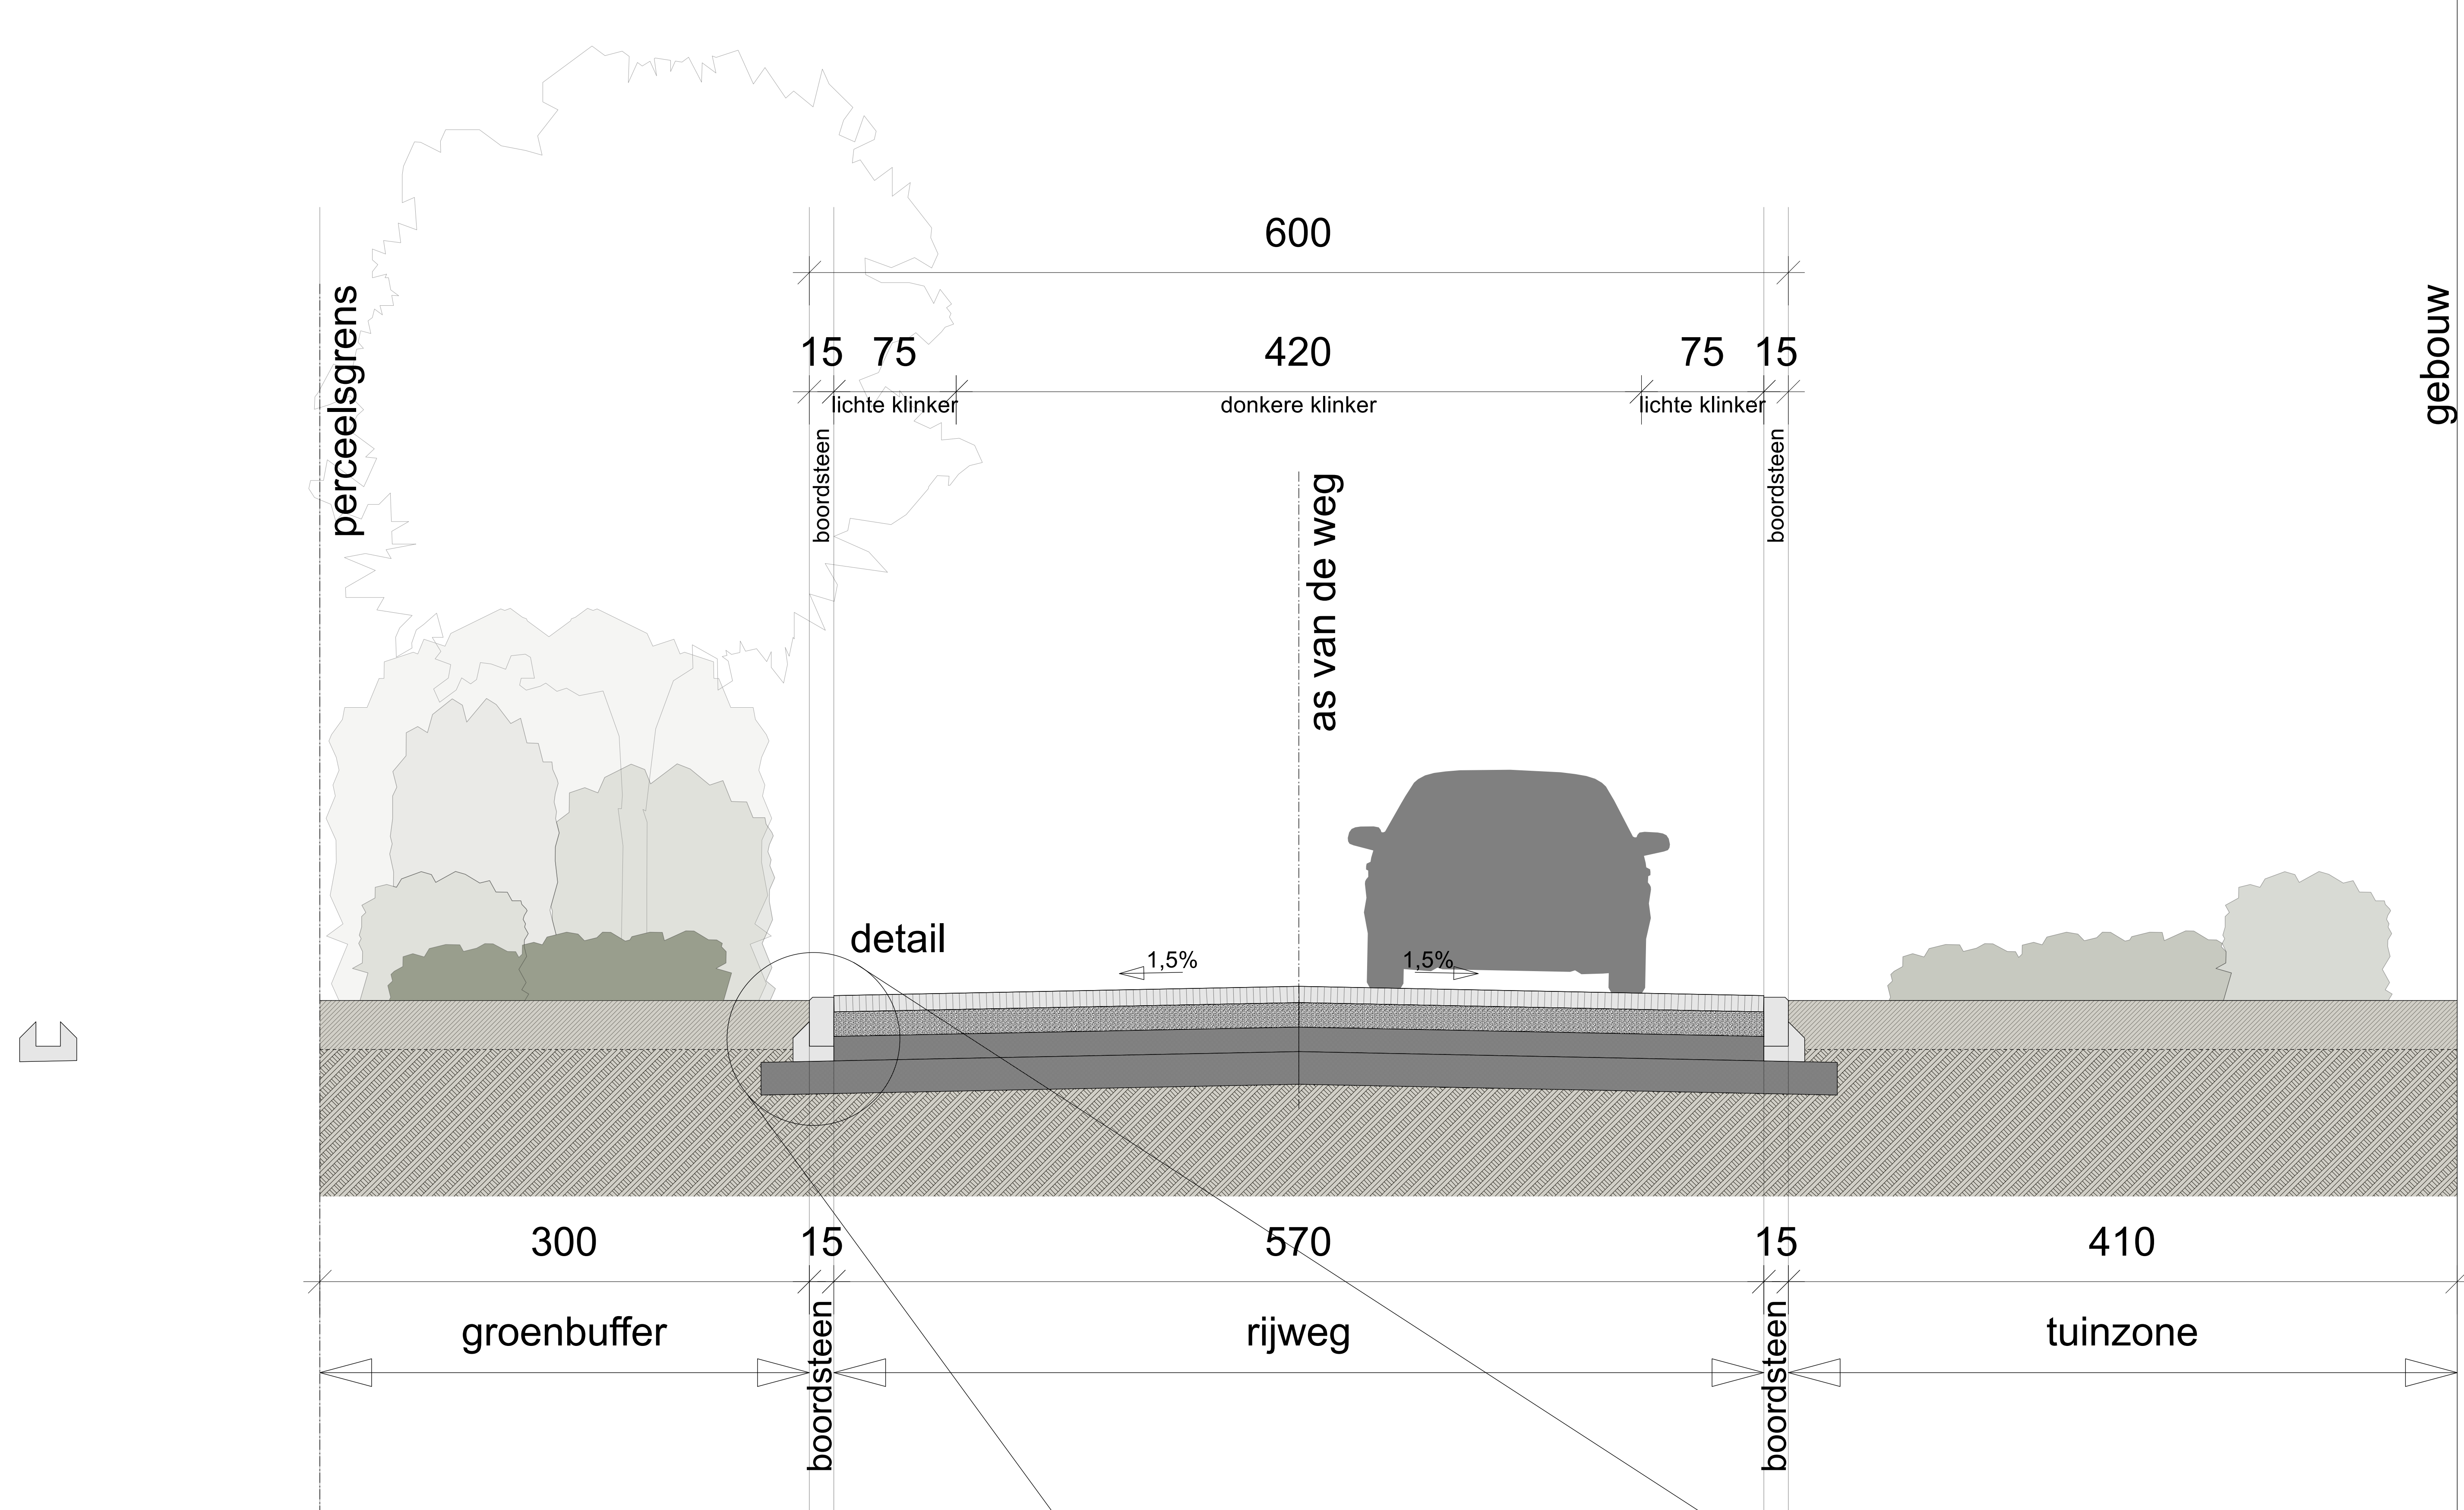 600
15 75 420 75 15
lichte klinker donkere klinker lichte klinker
boordsteen boordsteen
perceelsgrens
as van de weg
gebouw
detail
1,5% 1,5%
300 15 570 15 410
groenbuffer boordsteen rijweg boordsteen tuinzone